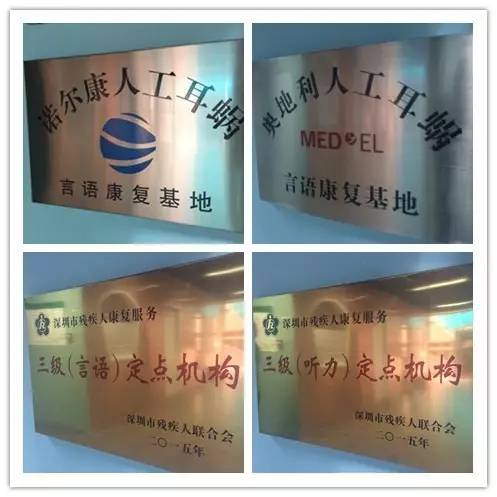 诺尔康人工耳蜗
言语康复基地
奥地利人工耳蜗
MED EL
言语康复基地
深圳市残疾人康复服务
三级(言语)定点机构
深圳市残疾人联合会
二〇一五年
深圳市残疾人康复服务
三级(听力)定点机构
深圳市残疾人联合会
二〇一五年